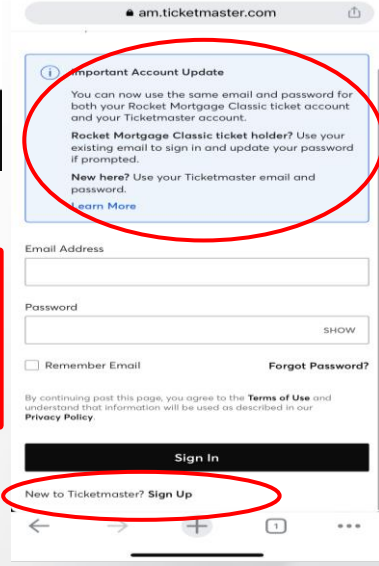 am.ticketmaster.com
Important Account Update
You can now use the same email and password for
both your Rocket Mortgage Classic ticket account
and your Ticketmaster account.
Rocket Mortgage Classic ticket holder? Use your
existing email to sign in and update your password
if prompted.
New here? Use your Ticketmaster email and
password.
Learn More
Email Address
Password
SHOW
Remember Email Forgot Password?
By continuing past this page, you agree to the Terms of Use and
understand that information will be used as described in our
Privacy Policy.
Sign In
New to Ticketmaster? Sign Up
1